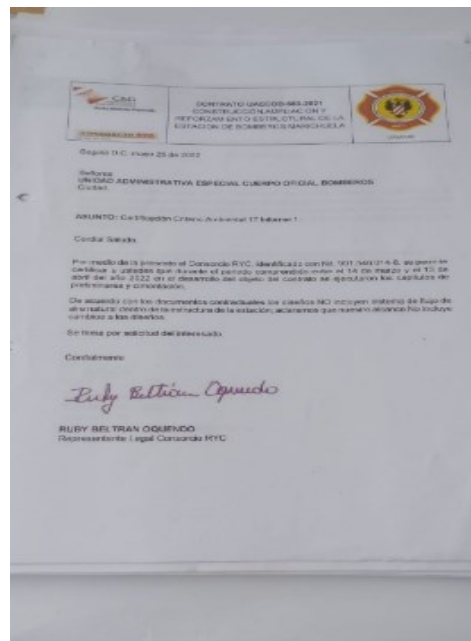 C&G
CONTRATO UAECOB-563-2021
CONSTRUCCIÓN AMPLIACIÓN Y
REFORZAMIENTO ESTRUCTURAL DE LA
ESTACIÓN DE BOMBEROS MARICHUELA
Bogotá D.C. mayo 25 de 2022
Señores
UNIDAD ADMINISTRATIVA ESPECIAL CUERPO OFICIAL BOMBEROS
Ciudad
ASUNTO: Certificación Criterio Ambiental 17 Informe 1
Cordial Saludo,
Por medio de la presente el Consorcio RYC, identificado con Nit. se permite
certificar a ustedes que durante el periodo comprendido entre el 14 de marzo y el 13 de
abril del año 2022 en el desarrollo del objeto del contrato se ejecutaron los capítulos de
preliminares y cimentación.
De acuerdo con los documentos contractuales los diseños NO incluyen sistema de flujo de
aire natural dentro de la estructura de la estación, aclaramos que nuestro alcance No incluye
cambios a los diseños.
Se firma por solicitud del interesado.
Cordialmente
Ruby Beltrán Oquendo
RUBY BELTRAN OQUENDO
Representante Legal Consorcio RYC